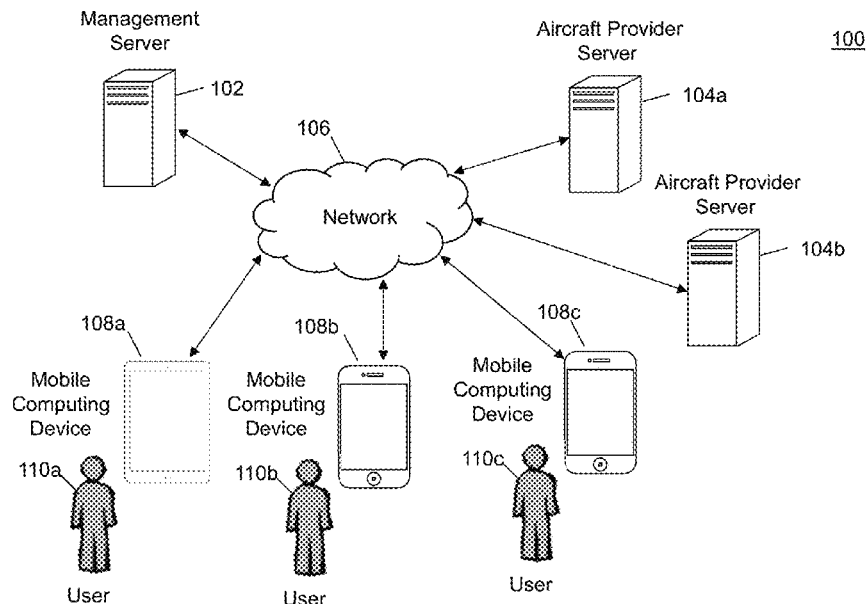 Management
Server
102
Aircraft Provider
Server
104a
100
106
Network
Aircraft Provider
Server
104b
108a
Mobile
Computing
Device
110a
User
108b
Mobile
Computing
Device
110b
User
108c
Mobile
Computing
Device
110c
User